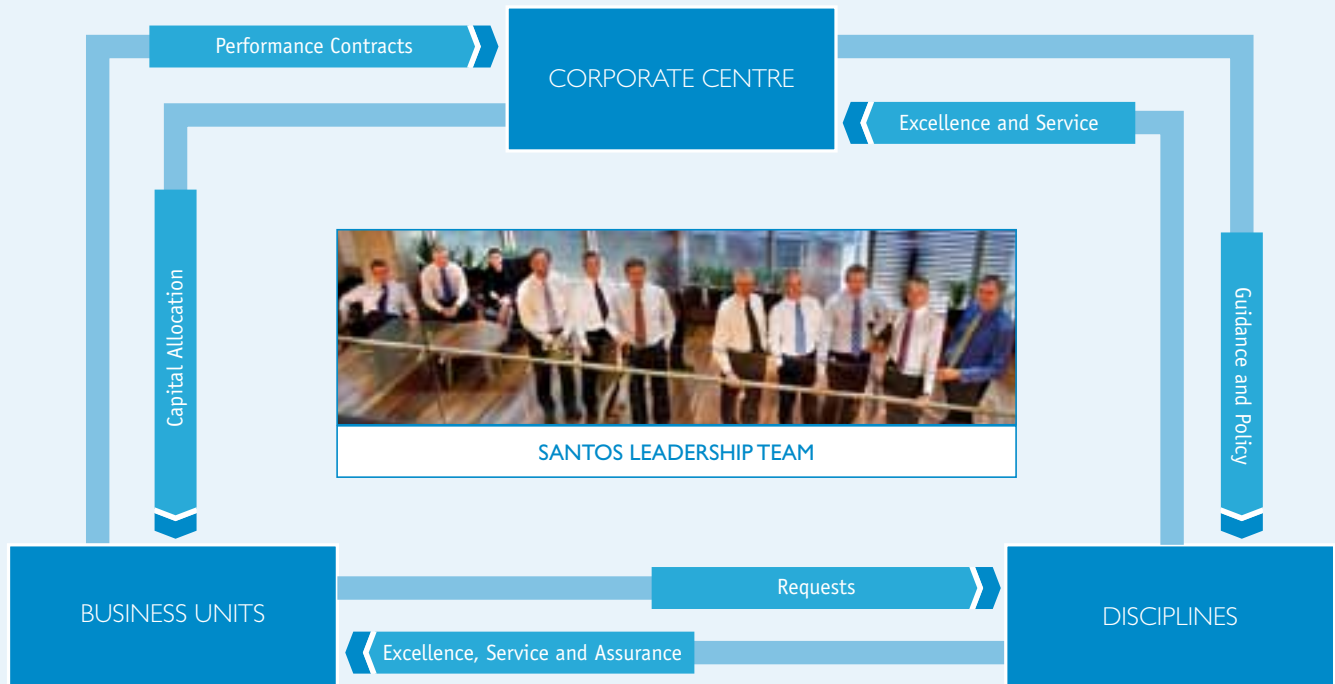 Performance Contracts
CORPORATE CENTRE
Excellence and Service
Capital Allocation
Guidance and Policy
SANTOS LEADERSHIP TEAM
BUSINESS UNITS
Requests
DISCIPLINES
Excellence, Service and Assurance